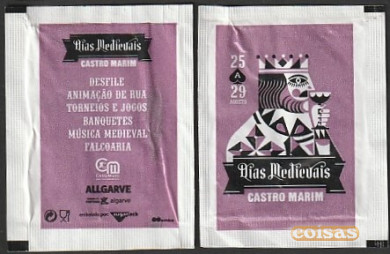 Dias Medievais
CASTRO MARIM
DESFILE
ANIMAÇÃO DE RUA
TORNEIOS E JOGOS
BANQUETES
MÚSICA MEDIEVAL
FALCOARIA
ALLGARVE
algarve
25
A
29
AGOSTO
Dias Medievais
CASTRO MARIM
coisas